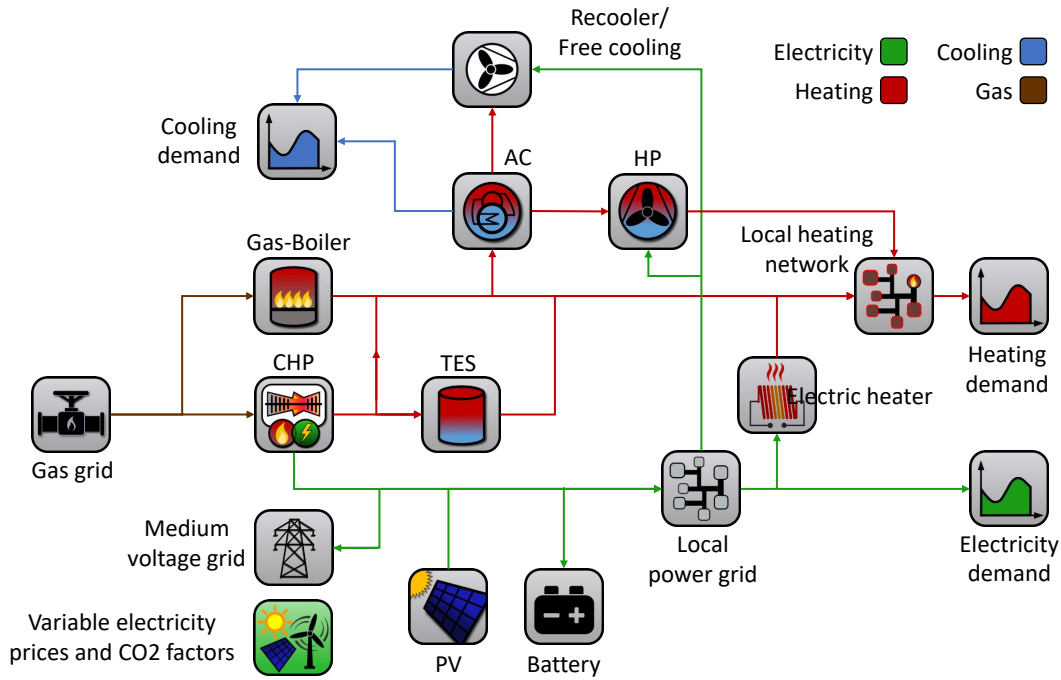 Recooler/
Free cooling
Electricity
Cooling
Heating
Gas
Cooling
demand
AC
HP
M
Gas-Boiler
Local heating
network
CHP
TES
Heating
demand
Electric heater
Gas grid
Medium
voltage grid
Local
power grid
Electricity
demand
Variable electricity
prices and CO2 factors
PV
Battery